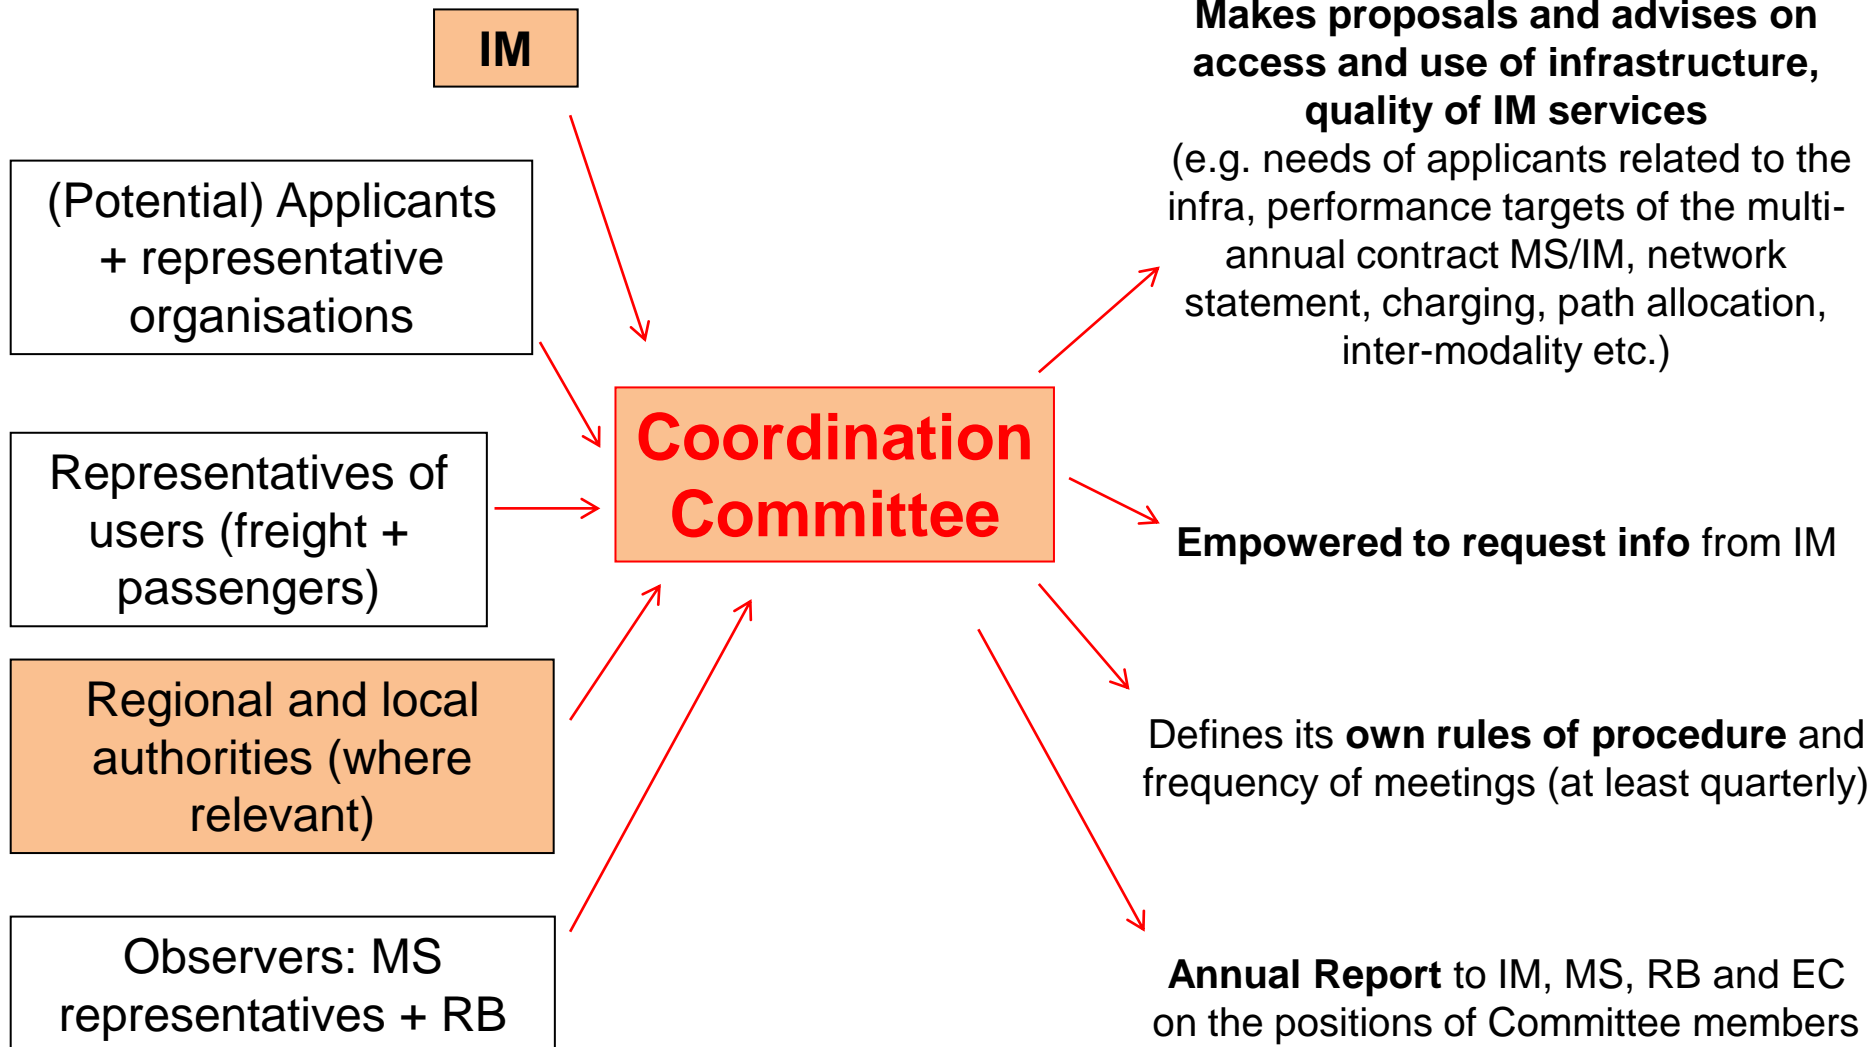 IM
(Potential) Applicants
+ representative
organisations
Representatives of
users (freight +
passengers)
Regional and local
authorities (where
relevant)
Observers: MS
representatives + RB
Coordination
Committee
Makes proposals and advises on
access and use of infrastructure,
quality of IM services
(e.g. needs of applicants related to the
infra, performance targets of the multi-
annual contract MS/IM, network
statement, charging, path allocation,
inter-modality etc.)
Empowered to request info from IM
Defines its own rules of procedure and
frequency of meetings (at least quarterly)
Annual Report to IM, MS, RB and EC
on the positions of Committee members